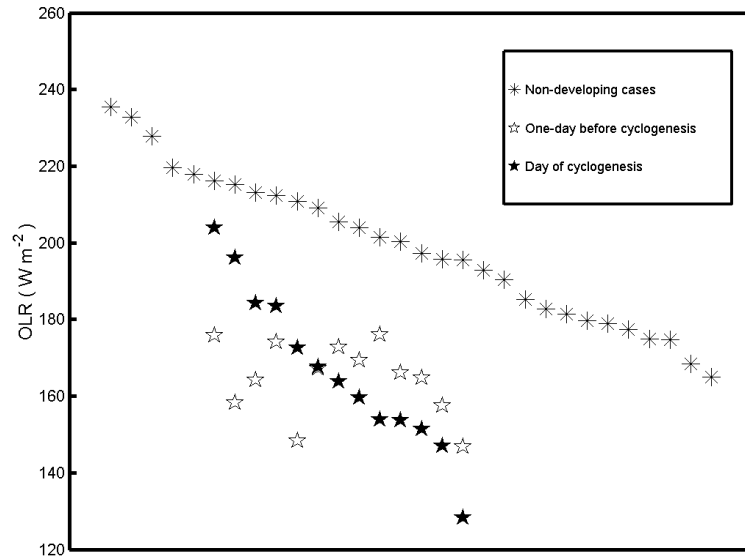 260
240
220
200
180
160
140
120
OLR ( W m⁻²)
Non-developing cases
One-day before cyclogenesis
Day of cyclogenesis